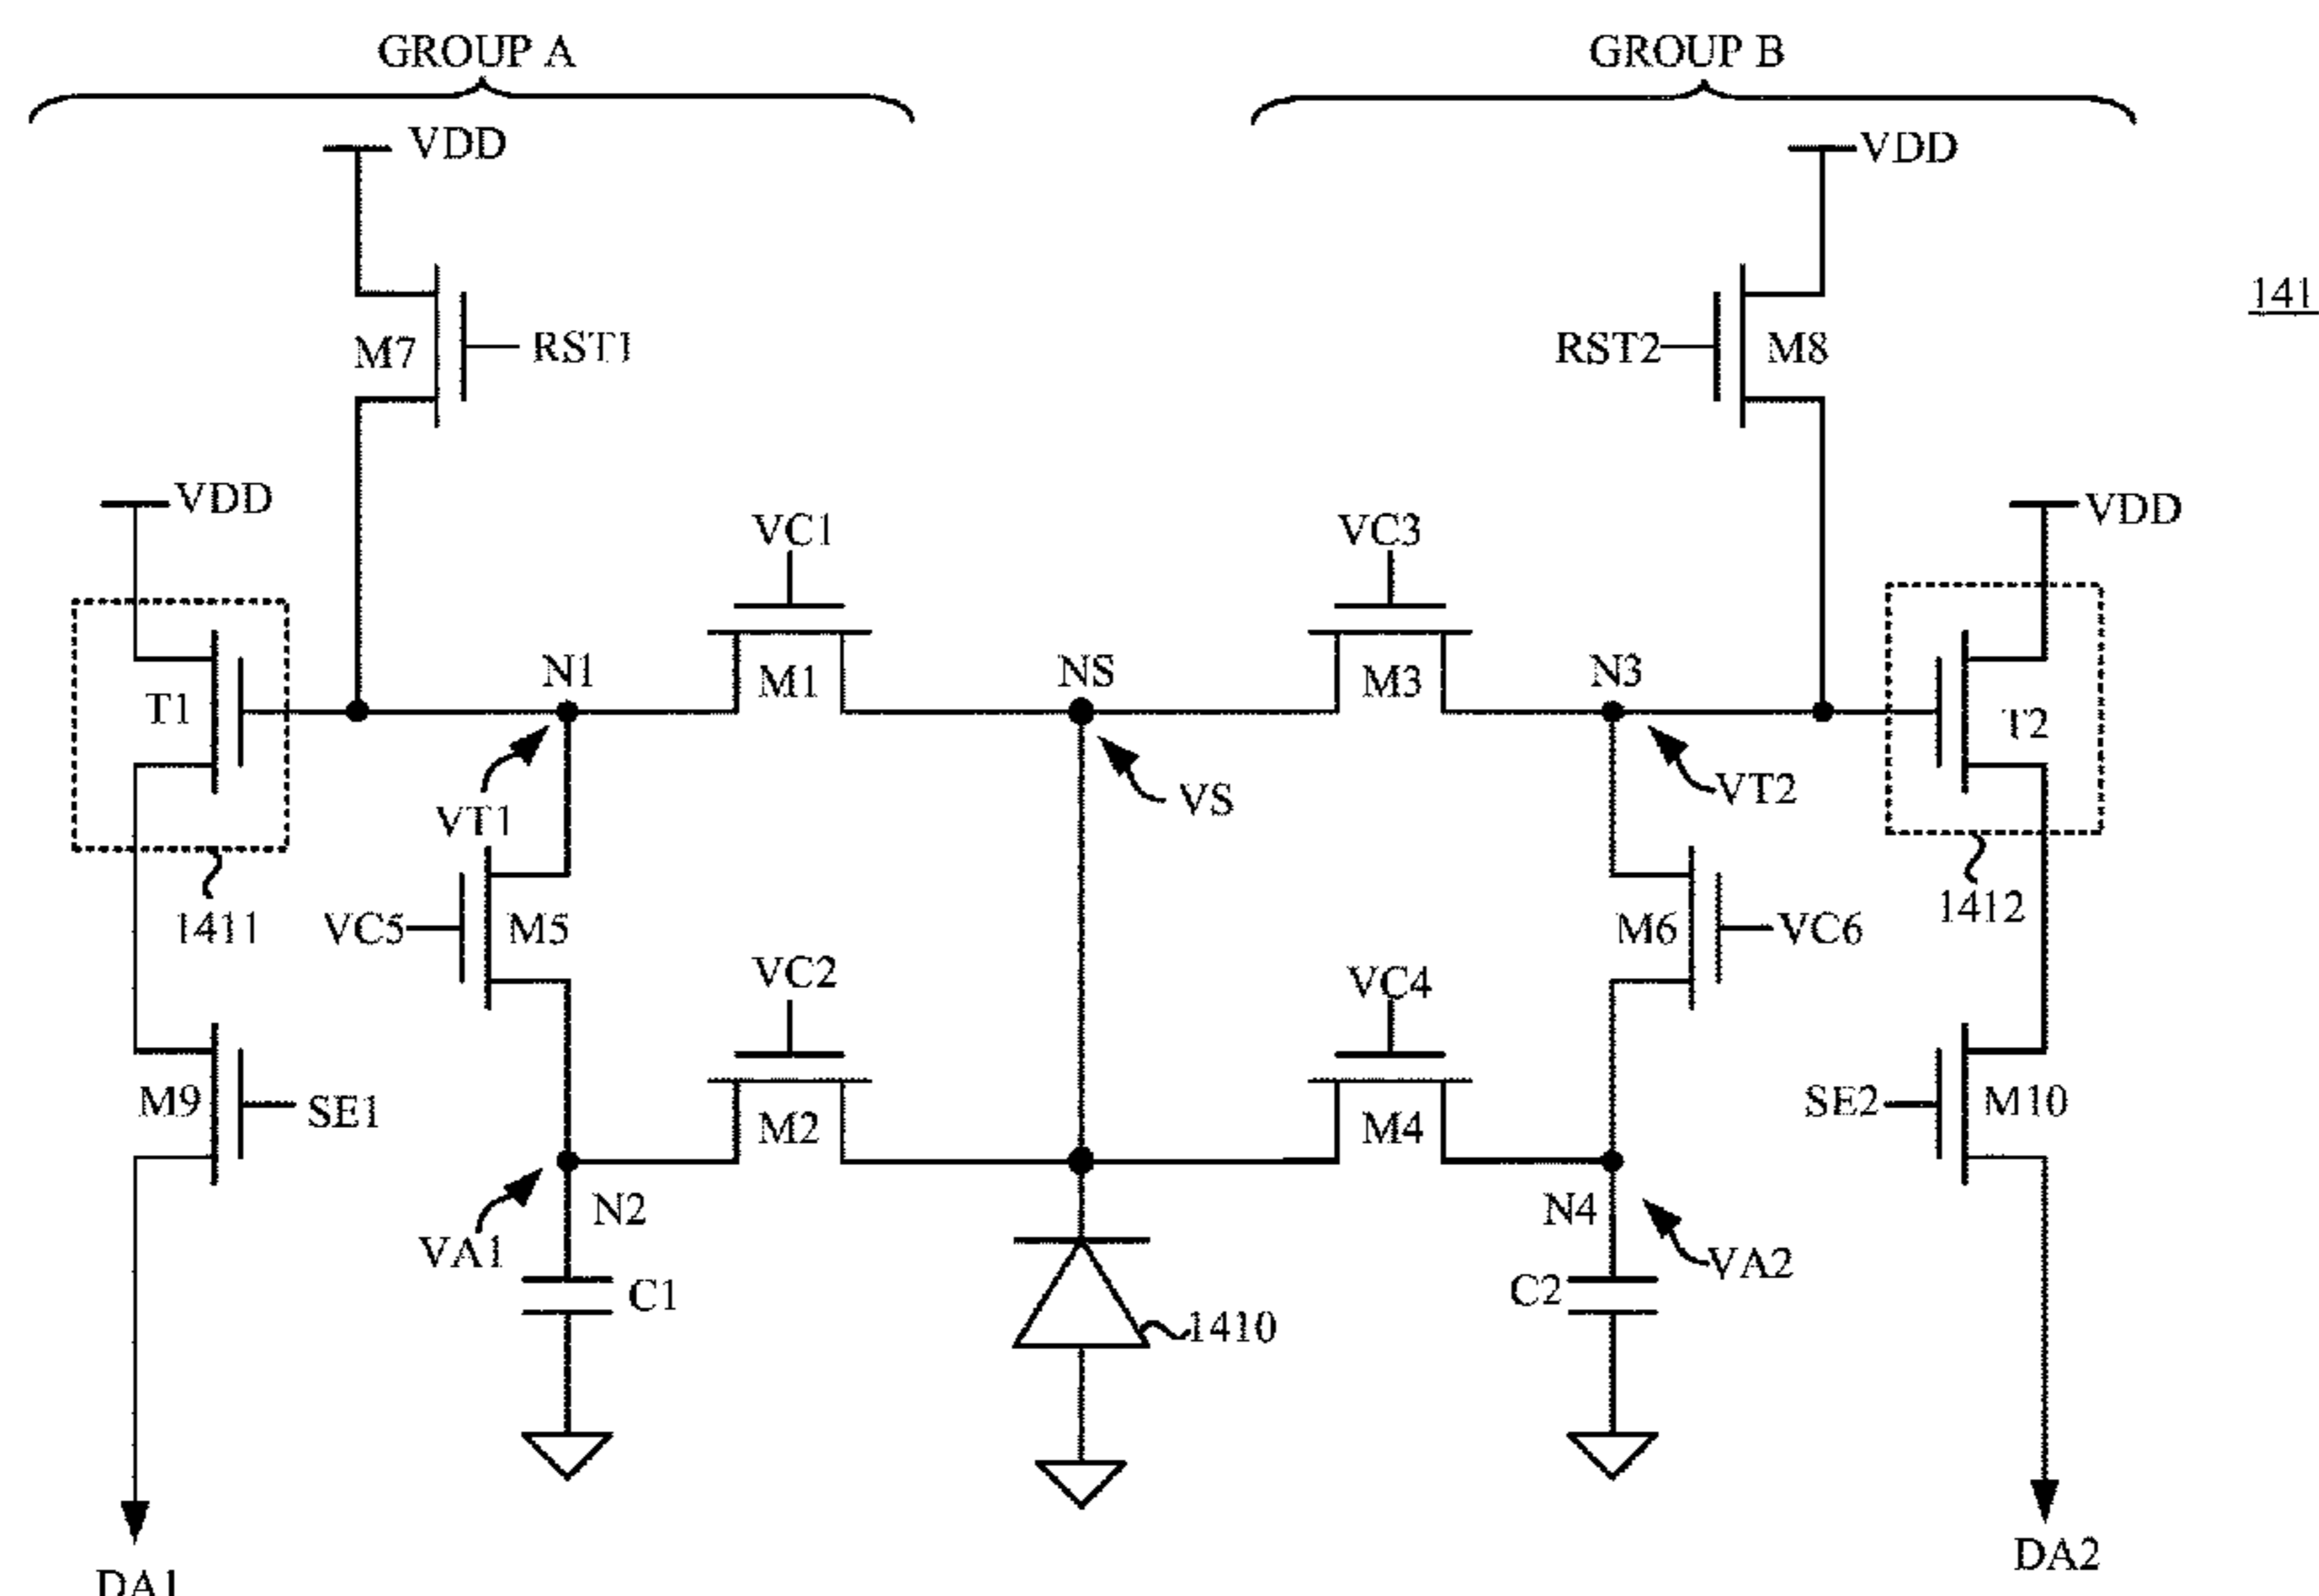 GROUP A
GROUP B
VDD
VDD
141
M7
RST1
RST2
M8
VDD
VDD
VC1
VC3
T1
N1
M1
NS
M3
N3
T2
VT1
VS
VT2
1411
VC5
M5
M6
VC6
1412
VC2
VC4
M9
SE1
M2
M4
SE2
M10
N2
N4
VA1
VA2
C1
C2
1410
DA1
DA2